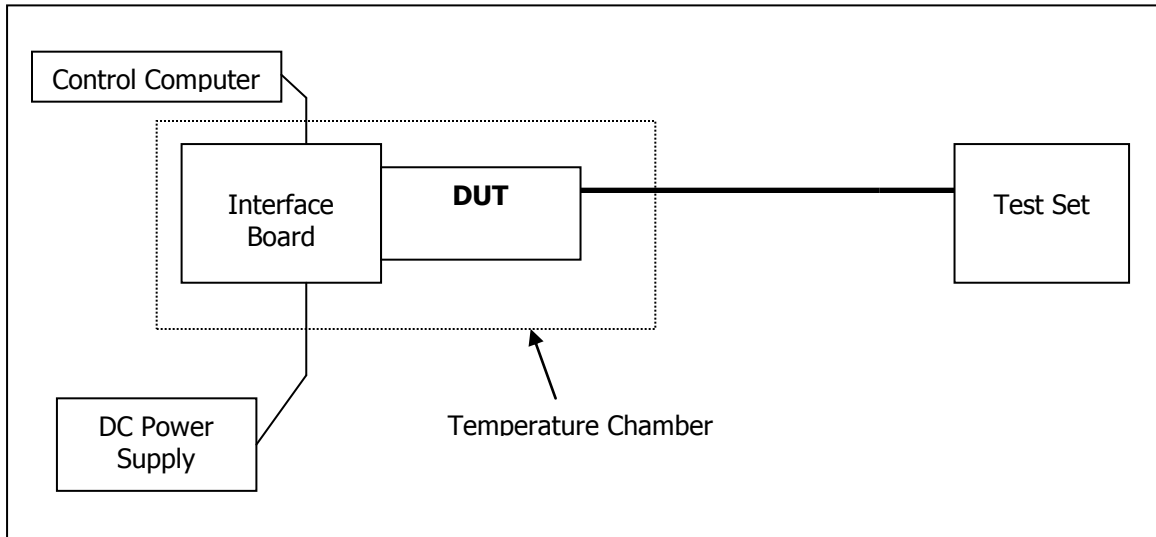 Control Computer
Interface
Board
DUT
Test Set
DC Power
Supply
Temperature Chamber